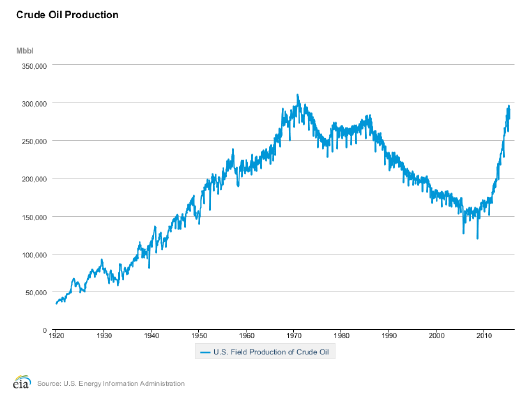 Crude Oil Production
Mbbl
350,000
300,000
250,000
200,000
150,000
100,000
50,000
0
1920 1930 1940 1950 1960 1970 1980 1990 2000 2010
U.S. Field Production of Crude Oil
eia Source: U.S. Energy Information Administration